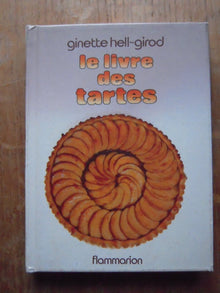 ginette hell-girod
le livre
des
tartes
flammarion